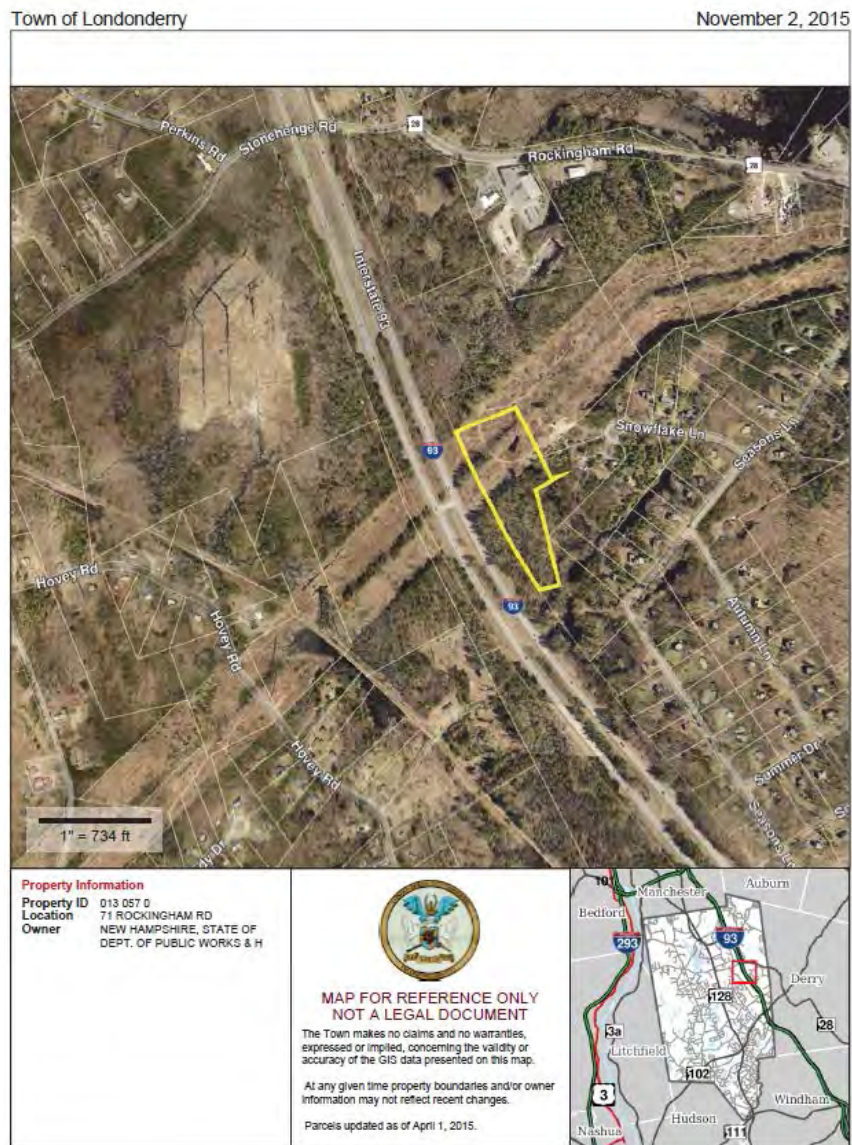 Town of Londonderry
November 2, 2015
Perkins Rd
Stonehenge Rd
28
Rockingham Rd
28
Interstate 93
93
Snowflake Ln
Seasons Ln
Hovey Rd
Hovey Rd
93
Autumn Ln
Hovey Rd
Summer Dr
Seasons Ln
dy Dr
1" = 734 ft
Property Information
Property ID 013 057 0
Location 71 ROCKINGHAM RD
Owner NEW HAMPSHIRE, STATE OF
DEPT. OF PUBLIC WORKS & H
MAP FOR REFERENCE ONLY
NOT A LEGAL DOCUMENT
The Town makes no claims and no warranties,
expressed or implied, concerning the validity or
accuracy of the GIS data presented on this map.
At any given time property boundaries and/or owner
information may not reflect recent changes.
Parcels updated as of April 1, 2015.
101
Manchester
Auburn
Bedford
293
93
Derry
128
3a
28
Litchfield
102
3
Windham
Hudson
Nashua
111